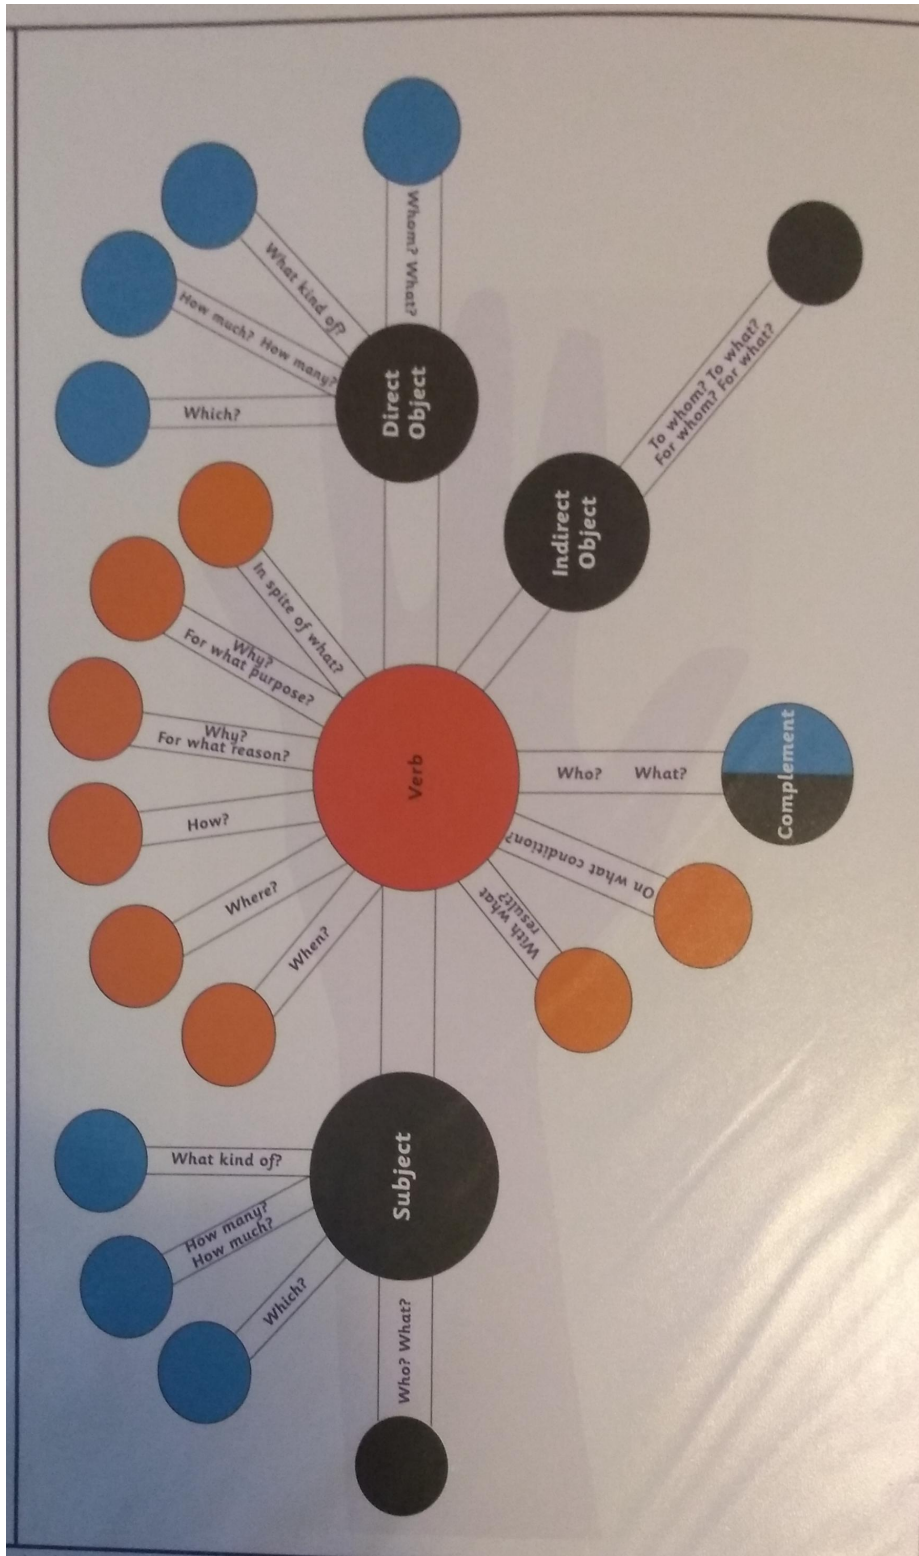 Which?
How many?
How much?
What kind of?
Who? What?
Subject
When?
Where?
How?
Why?
For what reason?
Why?
For what purpose?
In spite of what?
Verb
With what
result?
On what condition?
Who? What?
Complement
Which?
How much? How many?
What kind of?
Whom? What?
Direct
Object
Indirect
Object
To whom? To what?
For whom? For what?